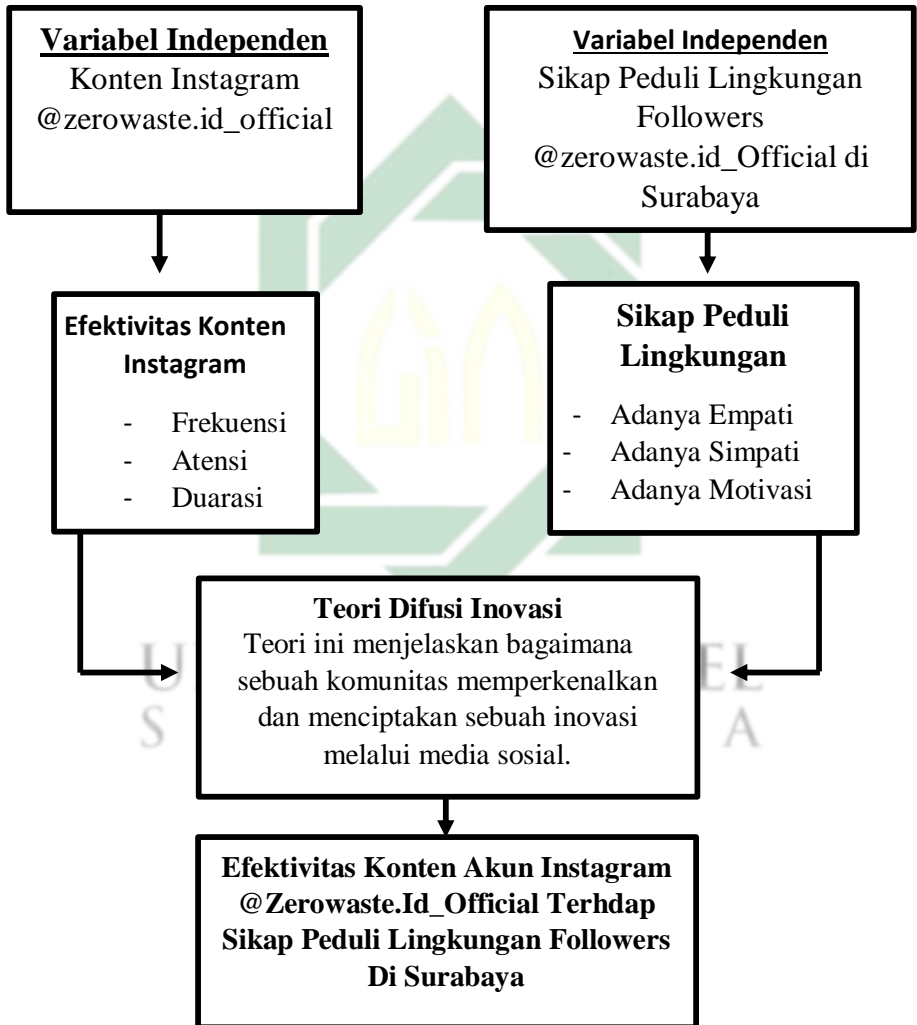 Variabel Independen
Konten Instagram
@zerowaste.id_official
Variabel Independen
Sikap Peduli Lingkungan
Followers
@zerowaste.id_Official di
Surabaya
Efektivitas Konten
Instagram
- Frekuensi
- Atensi
- Duarasi
Sikap Peduli
Lingkungan
- Adanya Empati
- Adanya Simpati
- Adanya Motivasi
Teori Difusi Inovasi
Teori ini menjelaskan bagaimana
sebuah komunitas memperkenalkan
dan menciptakan sebuah inovasi
melalui media sosial.
Efektivitas Konten Akun Instagram
@Zerowaste.Id_Official Terhdap
Sikap Peduli Lingkungan Followers
Di Surabaya